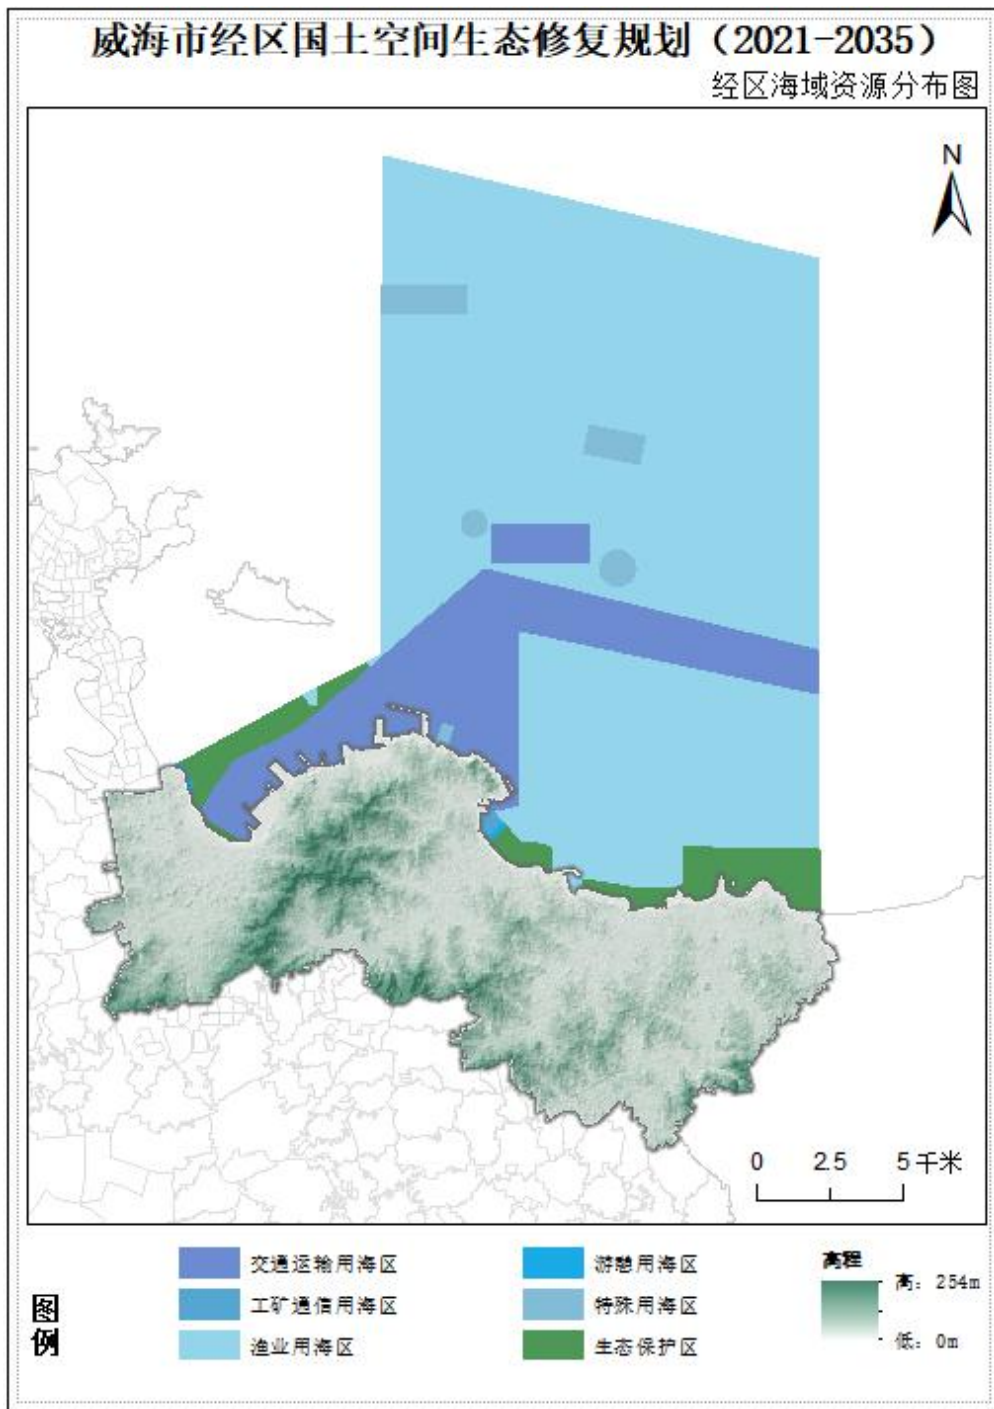 威海市经区国土空间生态修复规划（2021-2035）
经区海域资源分布图
N
0 2.5 5 千米
图例
交通运输用海区
工矿通信用海区
渔业用海区
游憩用海区
特殊用海区
生态保护区
高程
高：254m
低：0m